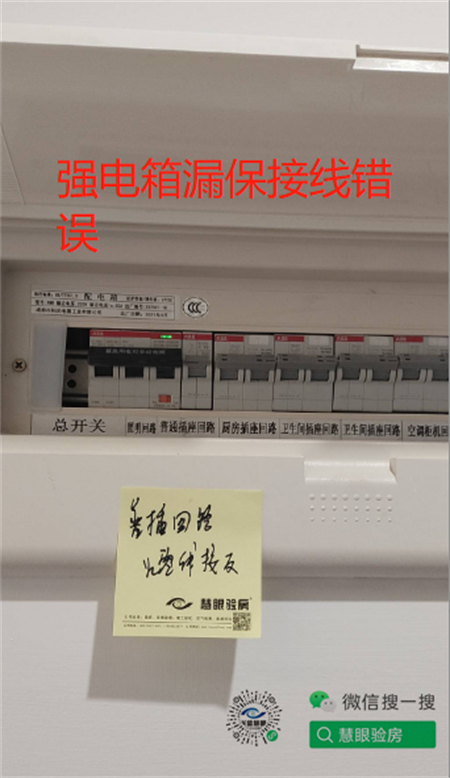 强电箱漏保接线错
误
配电箱
总开关 照明回路 普通插座回路 厨房插座回路 卫生间插座回路 卫生间插座回路 空调柜机回
普插回路
火零线接反
慧眼验房
微信搜一搜
慧眼验房